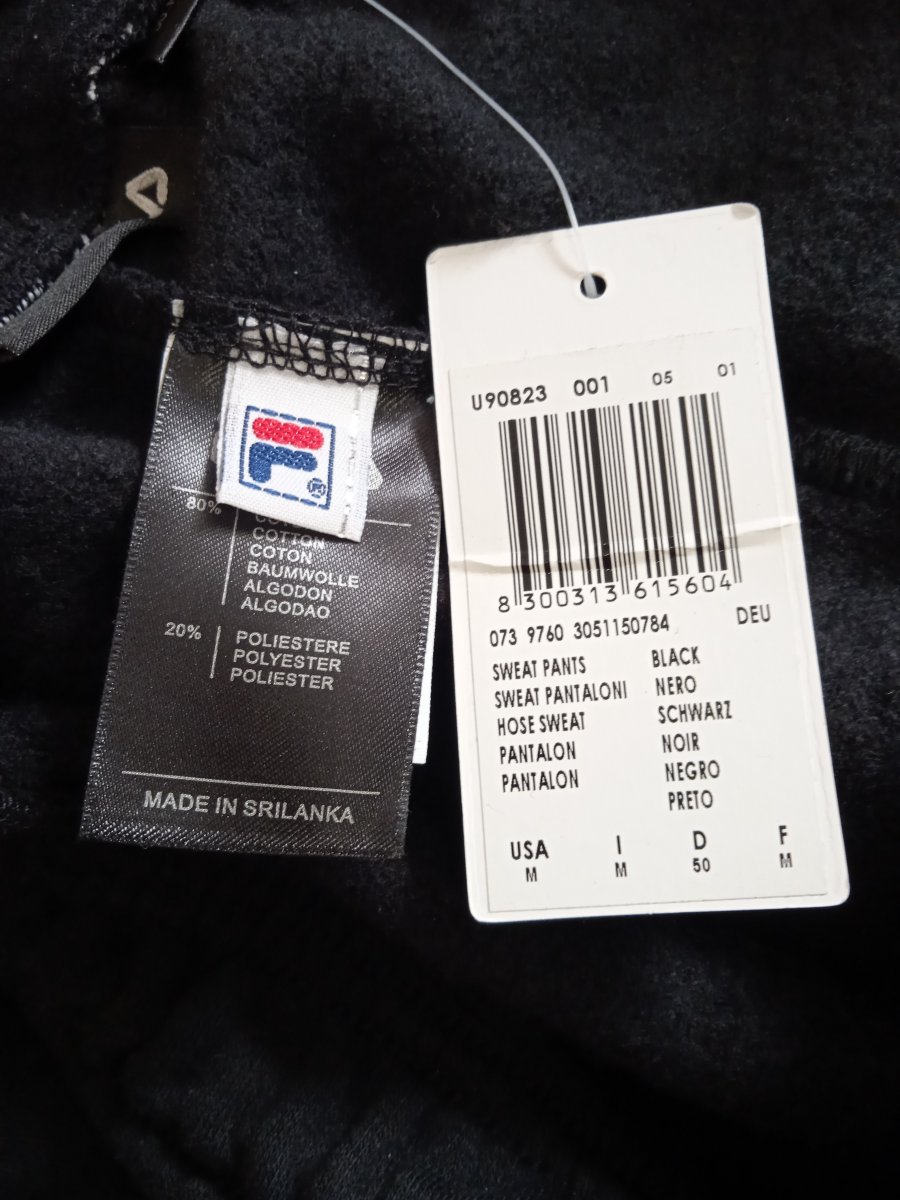 80%
COTTON
COTON
BAUMWOLLE
ALGODON
ALGODAO
20%
POLIESTERE
POLYESTER
POLIESTER
MADE IN SRILANKA
U90823 001 05 01
8 300313 615604
073 9760 3051150784 DEU
SWEAT PANTS BLACK
SWEAT PANTALONI NERO
HOSE SWEAT SCHWARZ
PANTALON NOIR
PANTALON NEGRO
PRETO
USA I D F
M M 50 M